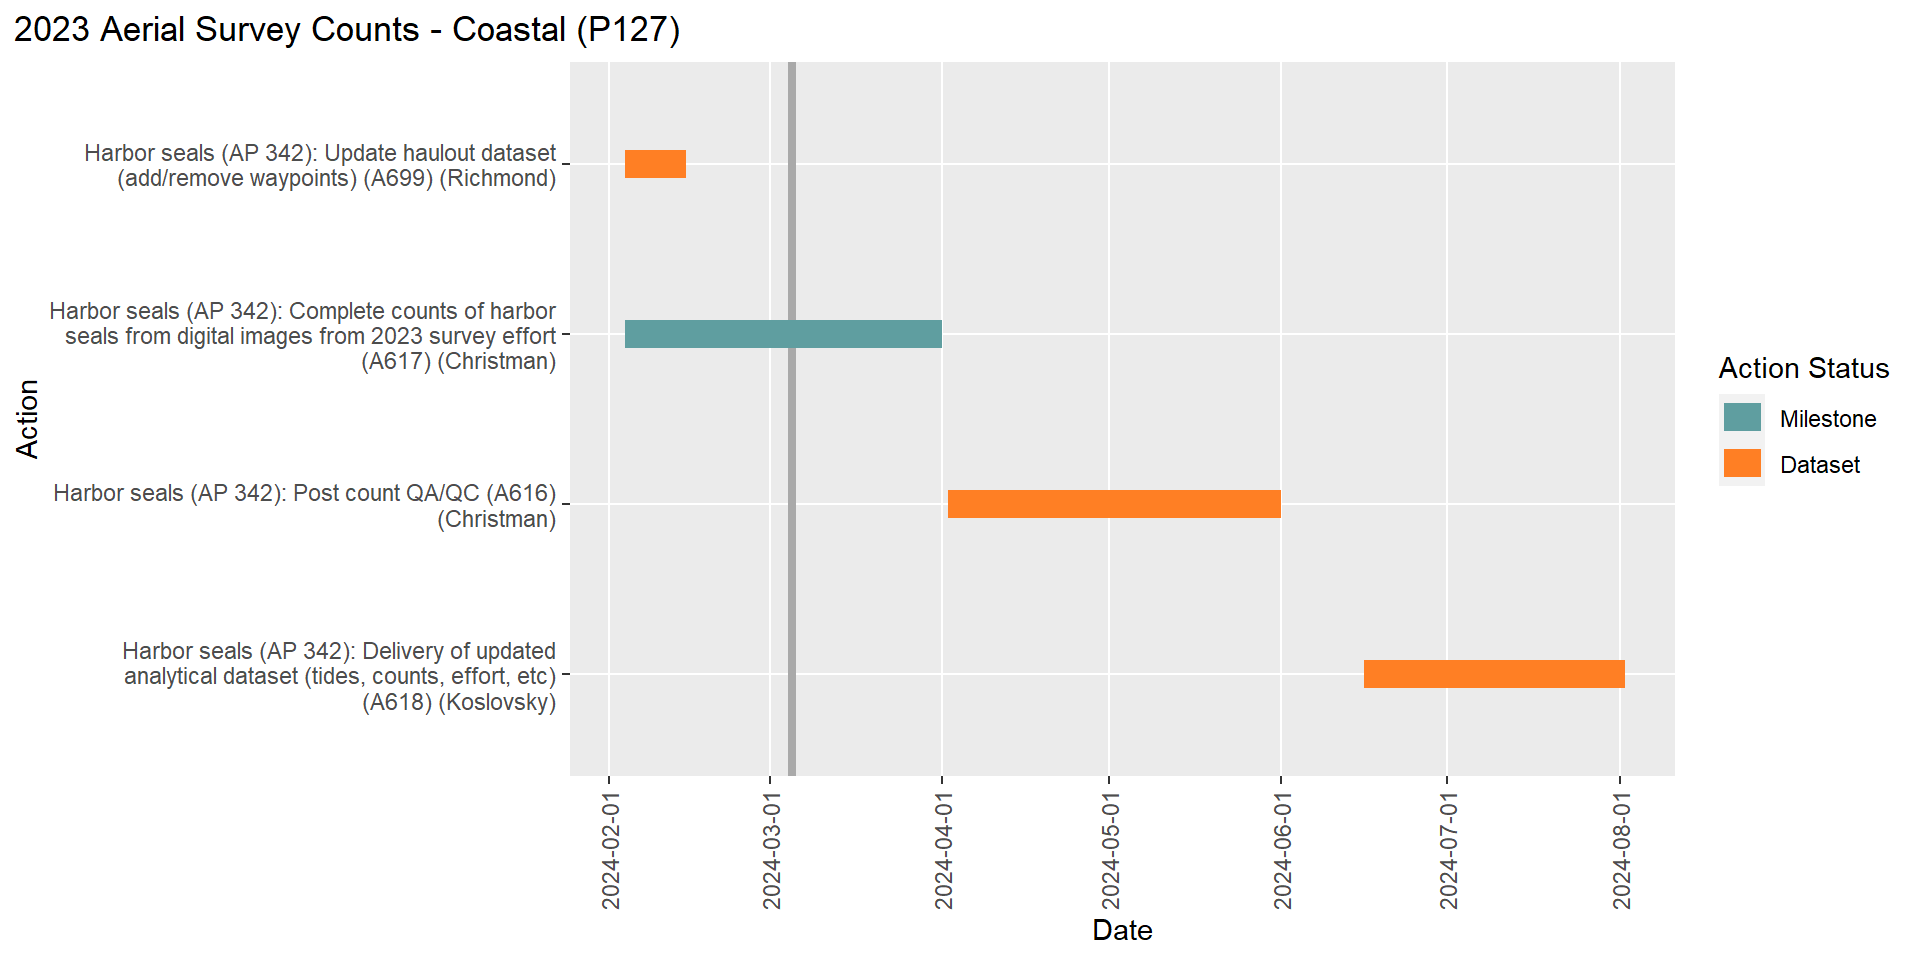 2023 Aerial Survey Counts - Coastal (P127)
Harbor seals (AP 342): Update haulout dataset
(add/remove waypoints) (A699) (Richmond)
Harbor seals (AP 342): Complete counts of harbor
seals from digital images from 2023 survey effort
(A617) (Christman)
Harbor seals (AP 342): Post count QA/QC (A616)
(Christman)
Harbor seals (AP 342): Delivery of updated
analytical dataset (tides, counts, effort, etc)
(A618) (Koslovsky)
Action
2024-02-01
2024-03-01
2024-04-01
2024-05-01
2024-06-01
2024-07-01
2024-08-01
Date
Action Status
Milestone
Dataset